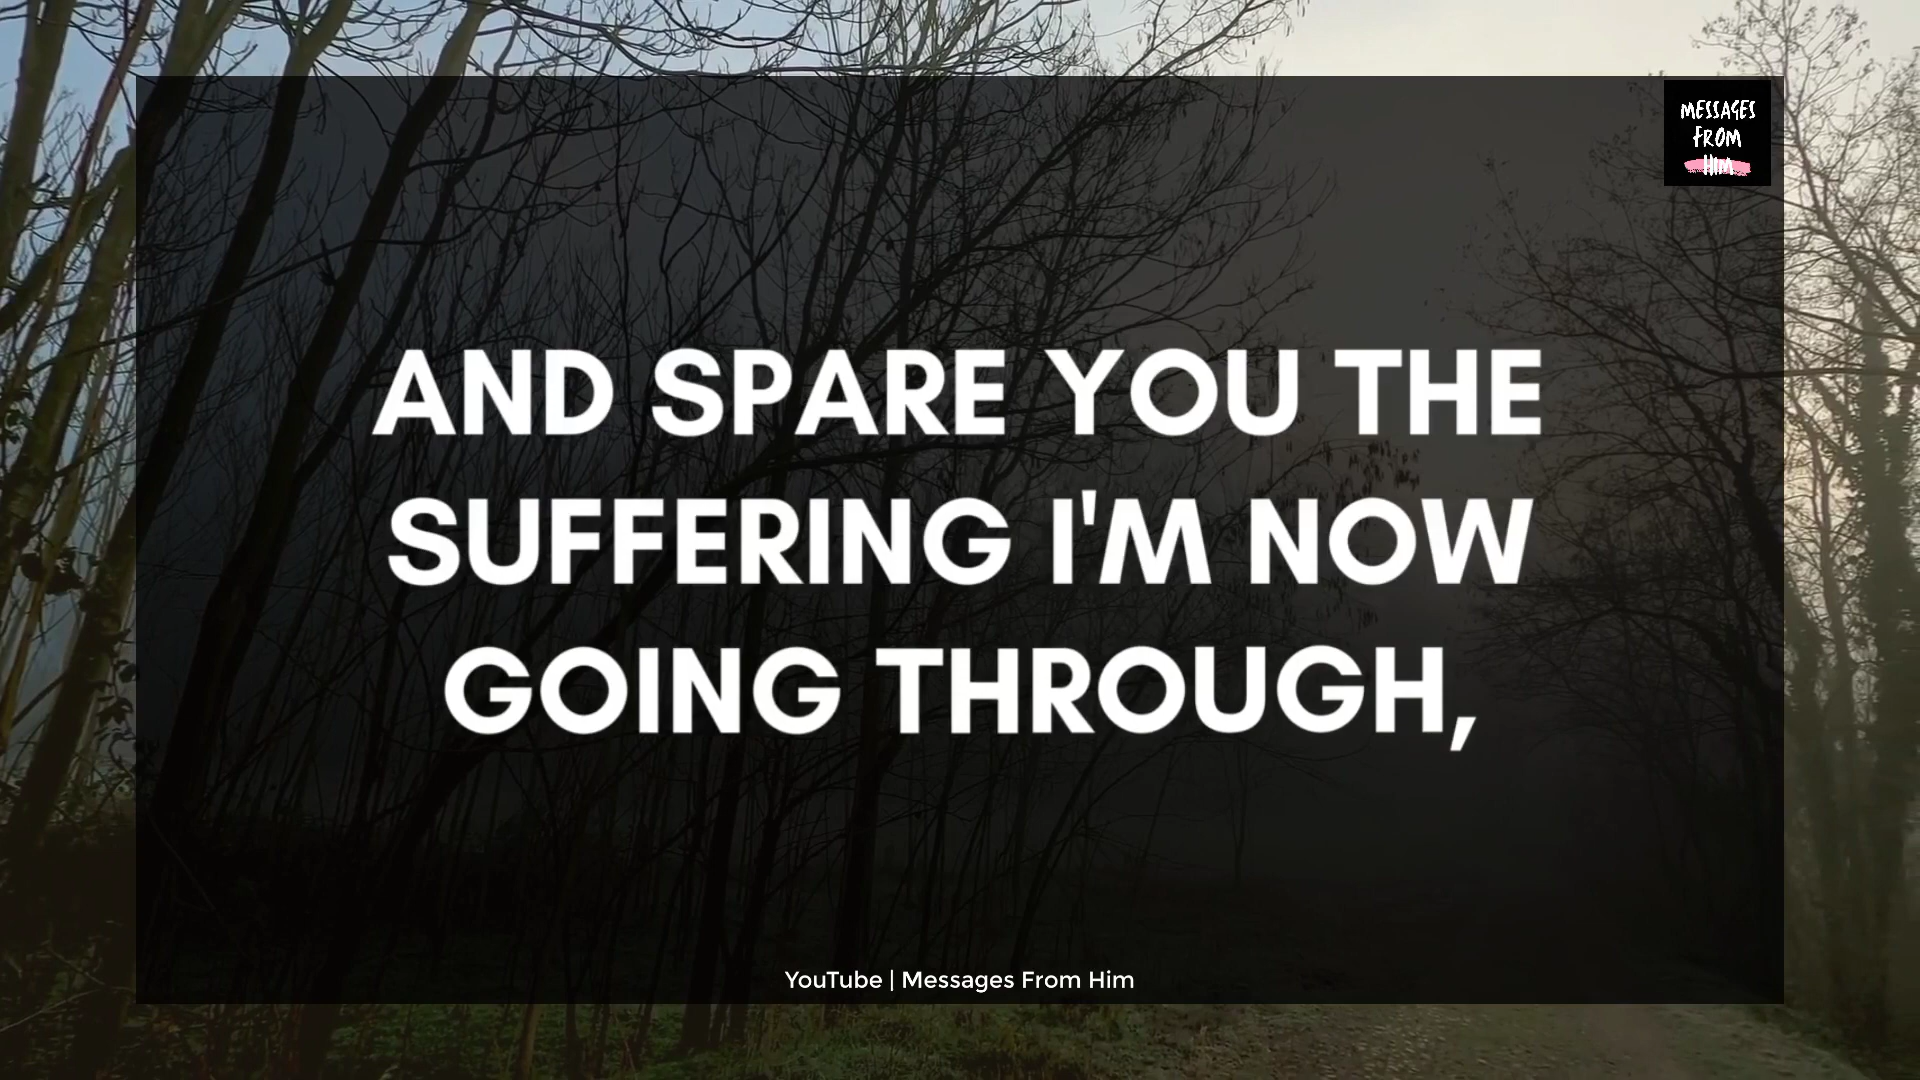 MESSAGES
FROM
HIM
AND SPARE YOU THE
SUFFERING I'M NOW
GOING THROUGH,
YouTube | Messages From Him